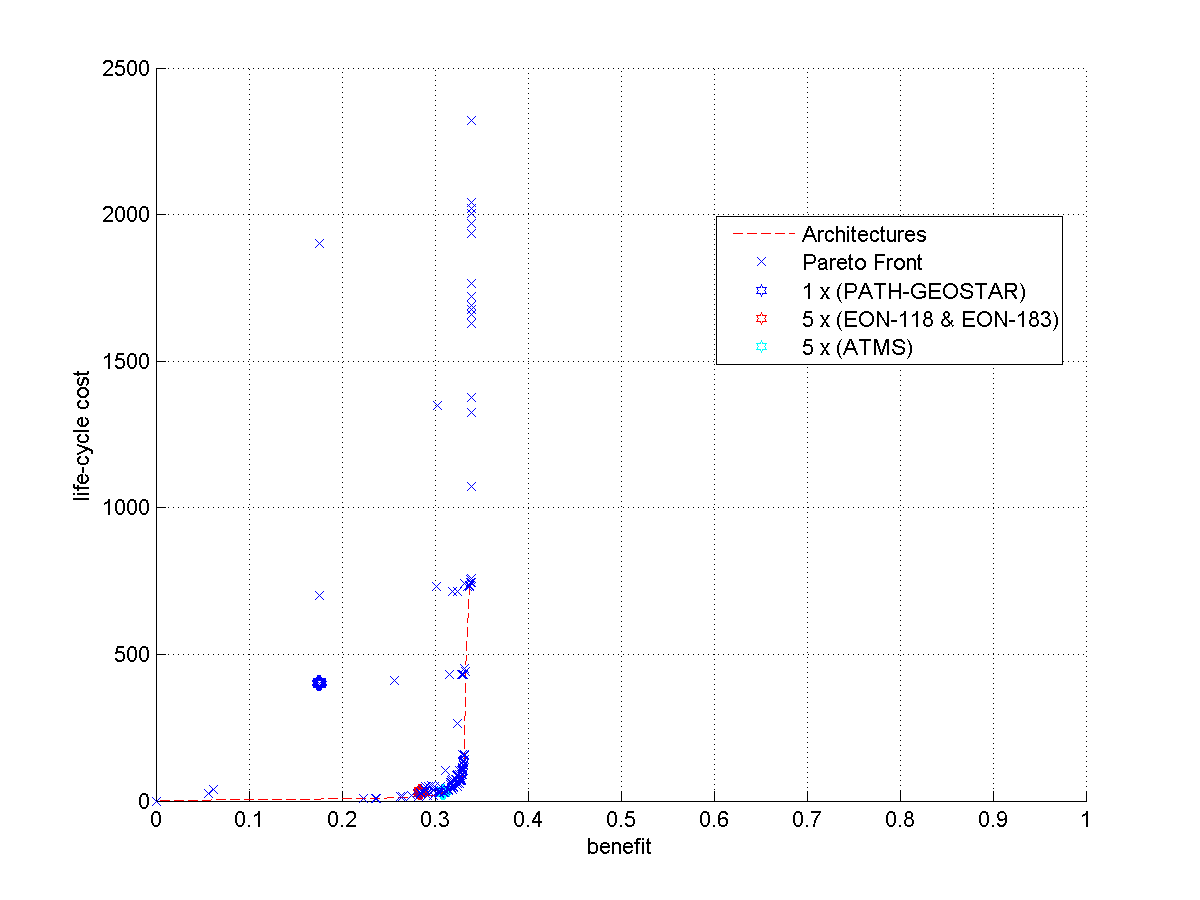 2500
2000
1500
1000
500
0
life-cycle cost
Architectures
Pareto Front
1 x (PATH-GEOSTAR)
5 x (EON-118 & EON-183)
5 x (ATMS)
0 0.1 0.2 0.3 0.4 0.5 0.6 0.7 0.8 0.9 1
benefit